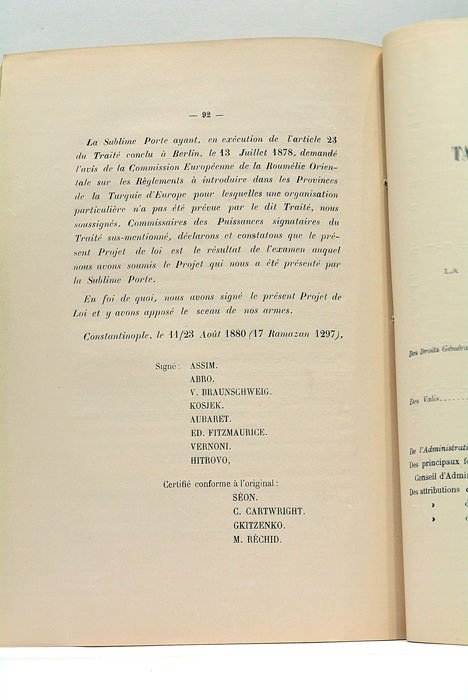 — 92 —
La Sublime Porte ayant, en exécution de l'article 23
du Traité conclu à Berlin, le 13 Juillet 1878, demandé
l'avis de la Commission Européenne de la Roumélie Orien-
tale sur les Règlements à introduire dans les Provinces
de la Turquie d'Europe pour lesquelles une organisation
particulière n'a pas été prévue par le dit Traité, nous
soussignés, Commissaires des Puissances signataires du
Traité sus-mentionné, déclarons et constatons que le pré-
sent Projet de loi est le résultat de l'examen auquel
nous avons soumis le Projet qui nous a été présenté par
la Sublime Porte.
En foi de quoi, nous avons signé le présent Projet de
Loi et y avons apposé le sceau de nos armes.
Constantinople, le 11/23 Août 1880 (17 Ramazan 1297),
Signé: ASSIM.
ABRO.
V. BRAUNSCHWEIG.
KOSJEK.
AUBARET.
ED. FITZMAURICE.
VERNONI.
HITROVO,
Certifié conforme à l'original:
SÉON.
C. CARTWRIGHT.
GKITZENKO.
M. RÉCHID.
LA
Des Droits Généra
Des Valis
De l'Administrati
Des principaux f
Conseil d'Admi
Des attributions